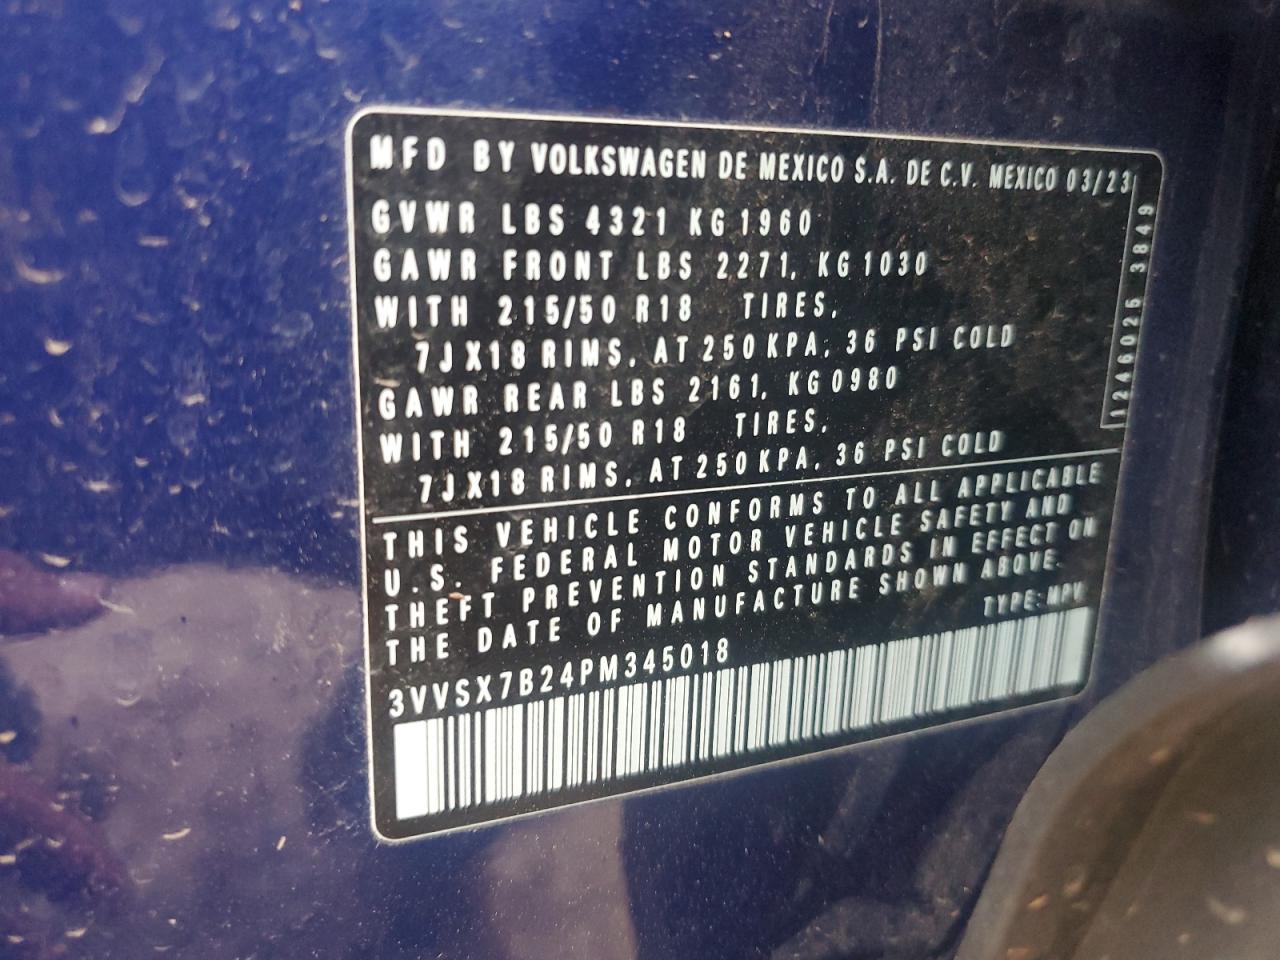 MFD BY VOLKSWAGEN DE MEXICO S.A. DE C.V. MEXICO 03/23
GVWR LBS 4321 KG 1960
GAWR FRONT LBS 2271, KG 1030
WITH 215/50 R18 TIRES,
7JX18 RIMS, AT 250 KPA, 36 PSI COLD
GAWR REAR LBS 2161, KG 0980
WITH 215/50 R18 TIRES,
7JX18 RIMS, AT 250 KPA, 36 PSI COLD
1246025 3849
THIS VEHICLE CONFORMS TO ALL APPLICABLE
U.S. FEDERAL MOTOR VEHICLE SAFETY AND
THEFT PREVENTION STANDARDS IN EFFECT ON
THE DATE OF MANUFACTURE SHOWN ABOVE.
TYPE: MPV
3VVSX7B24PM345018